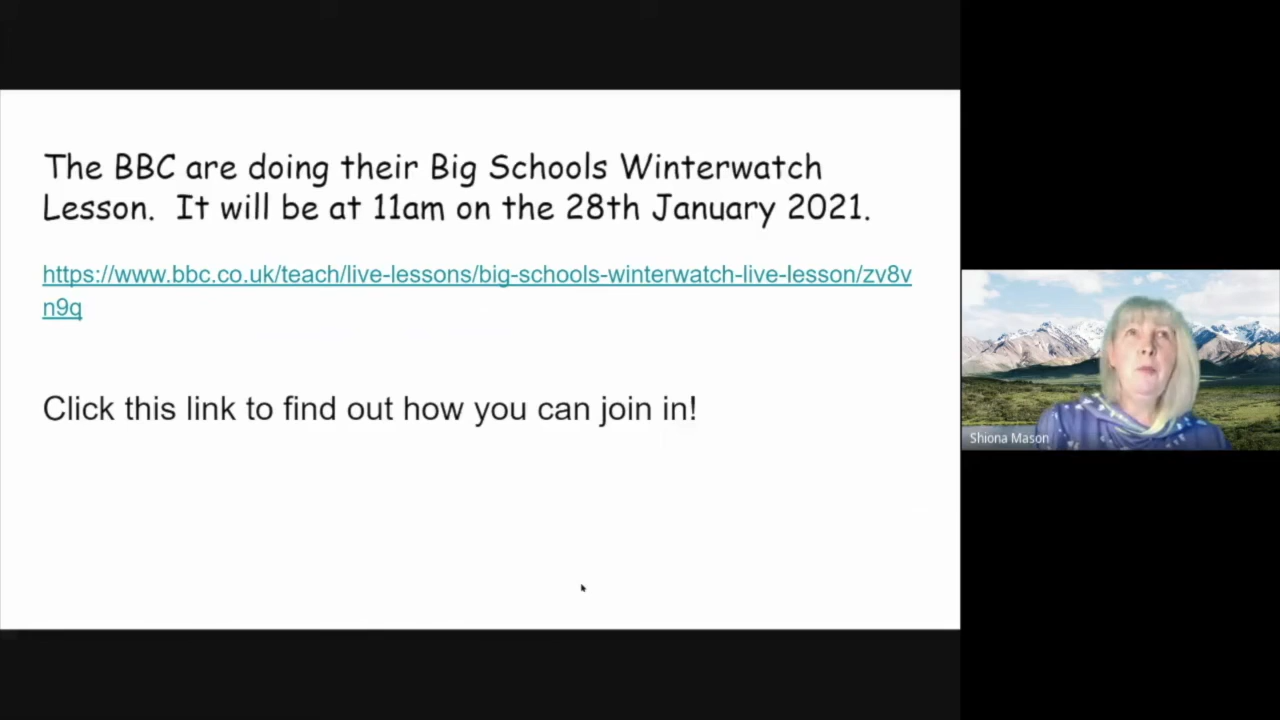 The BBC are doing their Big Schools Winterwatch
Lesson.  It will be at 11am on the 28th January 2021.
https://www.bbc.co.uk/teach/live-lessons/big-schools-winterwatch-live-lesson/zv8v
n9q
Click this link to find out how you can join in!
Shiona Mason